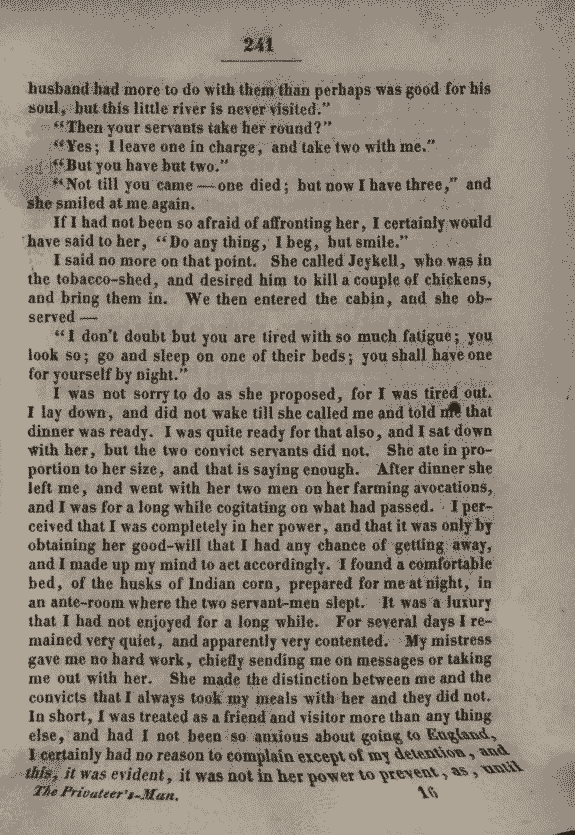 241
husband had more to do with them than perhaps was good for his
soul, but this little river is never visited."
"Then your servants take her round?"
"Yes; I leave one in charge, and take two with me."
"But you have but two."
"Not till you came — one died; but now I have three," and
she smiled at me again.
If I had not been so afraid of affronting her, I certainly would
have said to her, "Do any thing, I beg, but smile."
I said no more on that point. She called Jeykell, who was in
the tobacco-shed, and desired him to kill a couple of chickens,
and bring them in. We then entered the cabin, and she ob-
served —
"I don't doubt but you are tired with so much fatigue; you
look so; go and sleep on one of their beds; you shall have one
for yourself by night."
I was not sorry to do as she proposed, for I was tired out.
I lay down, and did not wake till she called me and told me that
dinner was ready. I was quite ready for that also, and I sat down
with her, but the two convict servants did not. She ate in pro-
portion to her size, and that is saying enough. After dinner she
left me, and went with her two men on her farming avocations,
and I was for a long while cogitating on what had passed. I per-
ceived that I was completely in her power, and that it was only by
obtaining her good-will that I had any chance of getting away,
and I made up my mind to act accordingly. I found a comfortable
bed, of the husks of Indian corn, prepared for me at night, in
an ante-room where the two servant-men slept. It was a luxury
that I had not enjoyed for a long while. For several days I re-
mained very quiet, and apparently very contented. My mistress
gave me no hard work, chiefly sending me on messages or taking
me out with her. She made the distinction between me and the
convicts that I always took my meals with her and they did not.
In short, I was treated as a friend and visitor more than any thing
else, and had I not been so anxious about going to England,
I certainly had no reason to complain except of my detention, and
this, it was evident, it was not in her power to prevent, as, until
The Privateer's-Man. 16